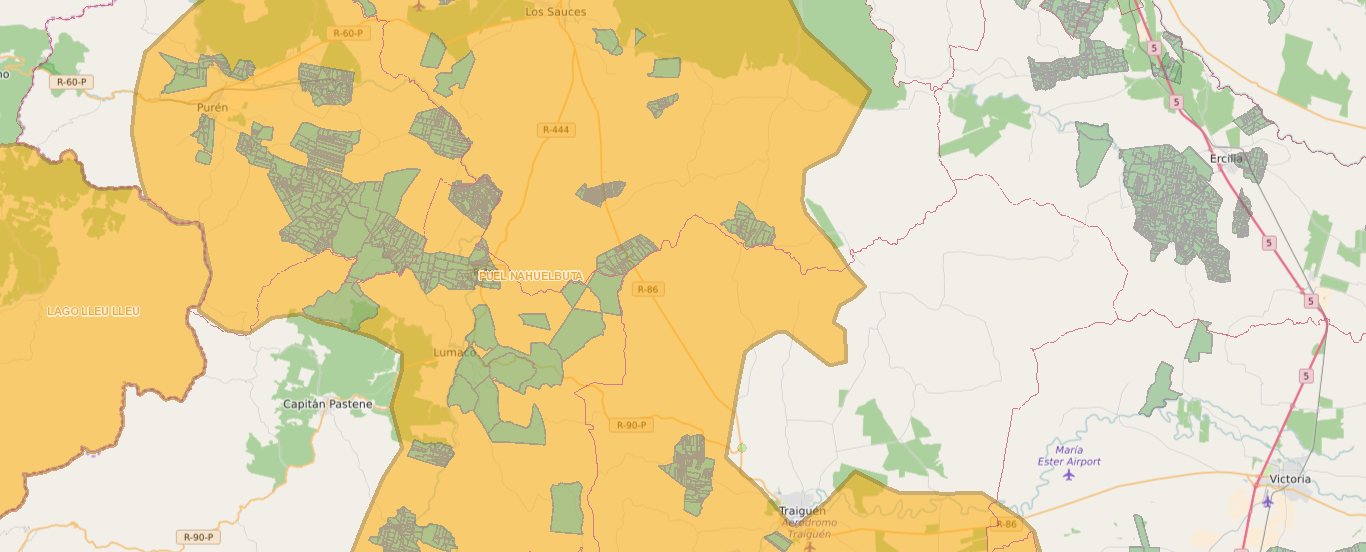 Los Sauces
R-60-P
5
R-60-P
5
Purén
R-444
Ercilla
5
PUEL NAHUELBUTA
R-86
5
LAGO LLEU LLEU
Lumaco
5
Capitán Pastene
R-90-P
María
Ester Airport
Victoria
Traiguén
Aeródromo
Traiguén
R-86
R-90-P